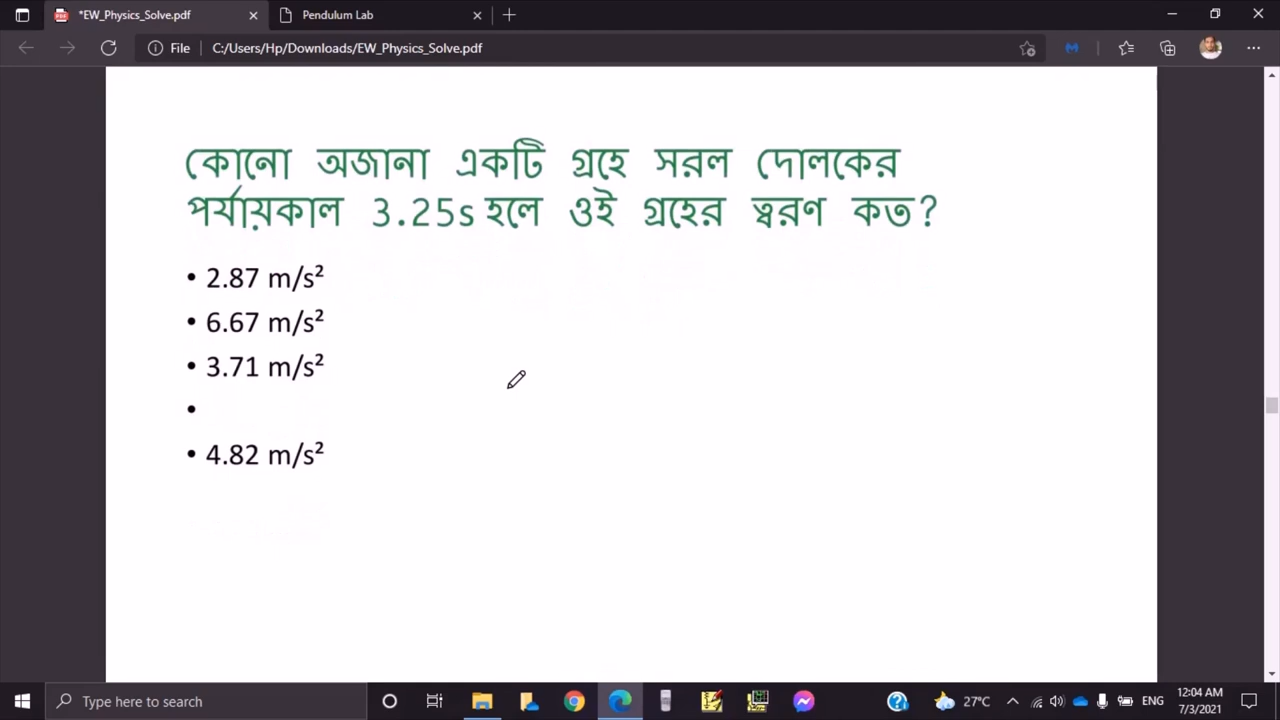 *EW_Physics_Solve.pdf
Pendulum Lab
File C:/Users/Hp/Downloads/EW_Physics_Solve.pdf
কোনো অজানা একটি গ্রহে সরল দোলকের
পর্যায়কাল 3.25s হলে ওই গ্রহের ত্বরণ কত?
• 2.87 m/s²
• 6.67 m/s²
• 3.71 m/s²
•
• 4.82 m/s²
Type here to search
27°C
ENG
12:04 AM
7/3/2021